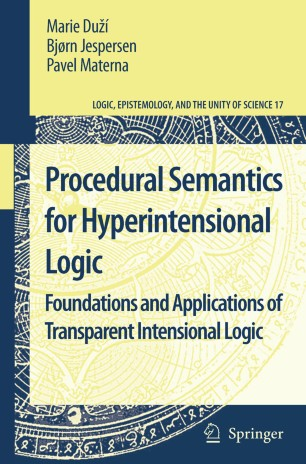 Marie Duží
Bjørn Jespersen
Pavel Materna
LOGIC, EPISTEMOLOGY, AND THE UNITY OF SCIENCE 17
Procedural Semantics
for Hyperintensional
Logic
Foundations and Applications of
Transparent Intensional Logic
Springer